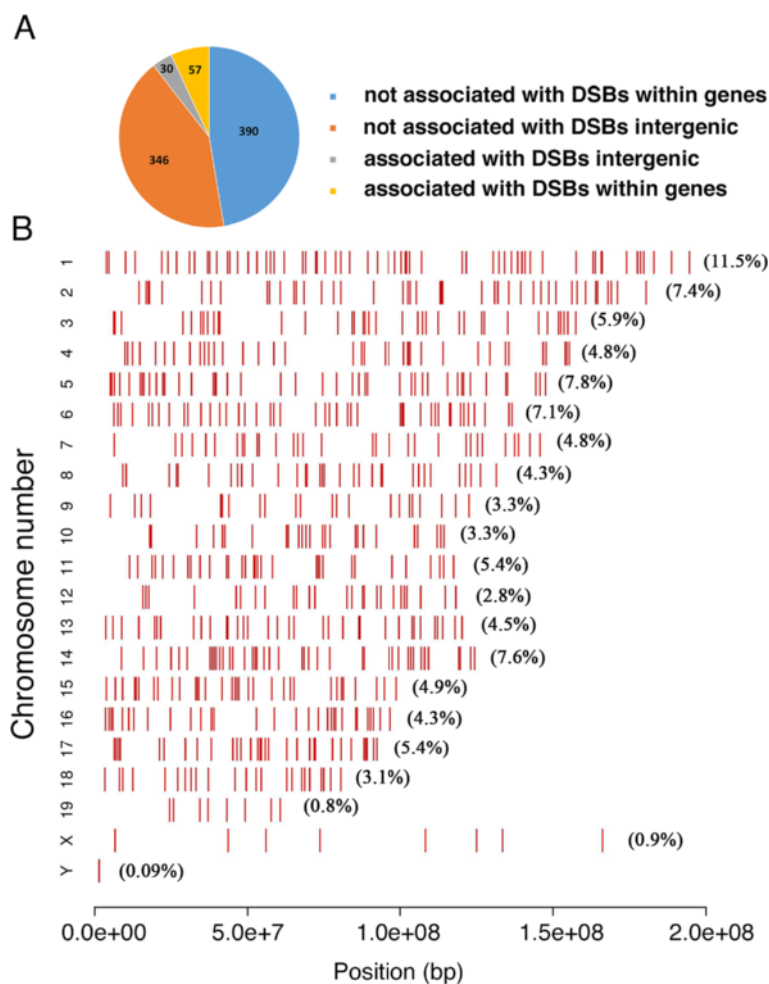 A
30
57
390
346
not associated with DSBs within genes
not associated with DSBs intergenic
associated with DSBs intergenic
associated with DSBs within genes
B
Chromosome number
1 (11.5%)
2 (7.4%)
3 (5.9%)
4 (4.8%)
5 (7.8%)
6 (7.1%)
7 (4.8%)
8 (4.3%)
9 (3.3%)
10 (3.3%)
11 (5.4%)
12 (2.8%)
13 (4.5%)
14 (7.6%)
15 (4.9%)
16 (4.3%)
17 (5.4%)
18 (3.1%)
19 (0.8%)
X (0.9%)
Y (0.09%)
0.0e+00 5.0e+7 1.0e+08 1.5e+08 2.0e+08
Position (bp)